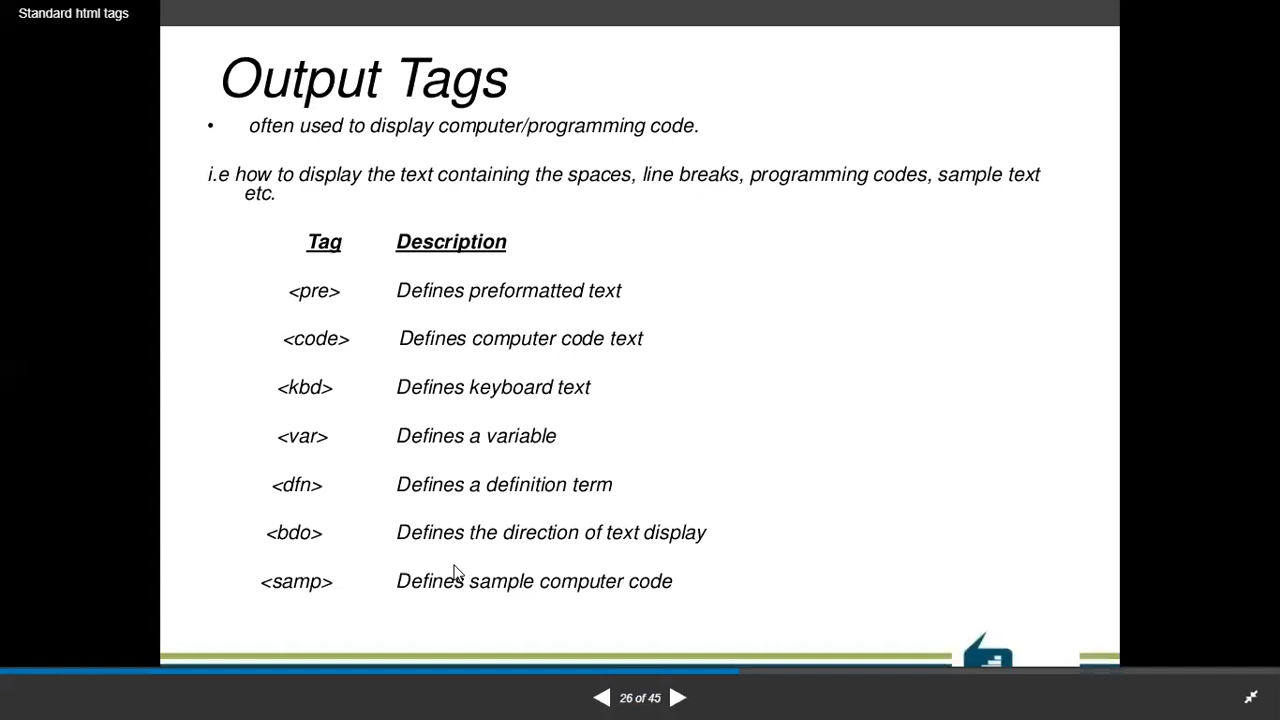 Standard html tags
Output Tags
• often used to display computer/programming code.
i.e how to display the text containing the spaces, line breaks, programming codes, sample text
etc.
Tag Description
<pre> Defines preformatted text
<code> Defines computer code text
<kbd> Defines keyboard text
<var> Defines a variable
<dfn> Defines a definition term
<bdo> Defines the direction of text display
<samp> Defines sample computer code
26 of 45